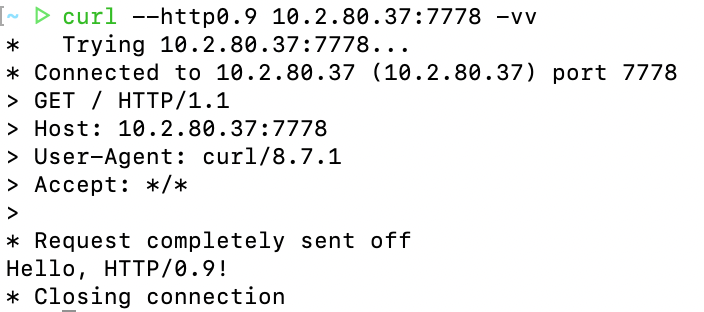 [~ ▷ curl --http0.9 10.2.80.37:7778 -vv
*   Trying 10.2.80.37:7778...
* Connected to 10.2.80.37 (10.2.80.37) port 7778
> GET / HTTP/1.1
> Host: 10.2.80.37:7778
> User-Agent: curl/8.7.1
> Accept: */*
>
* Request completely sent off
Hello, HTTP/0.9!
* Closing connection